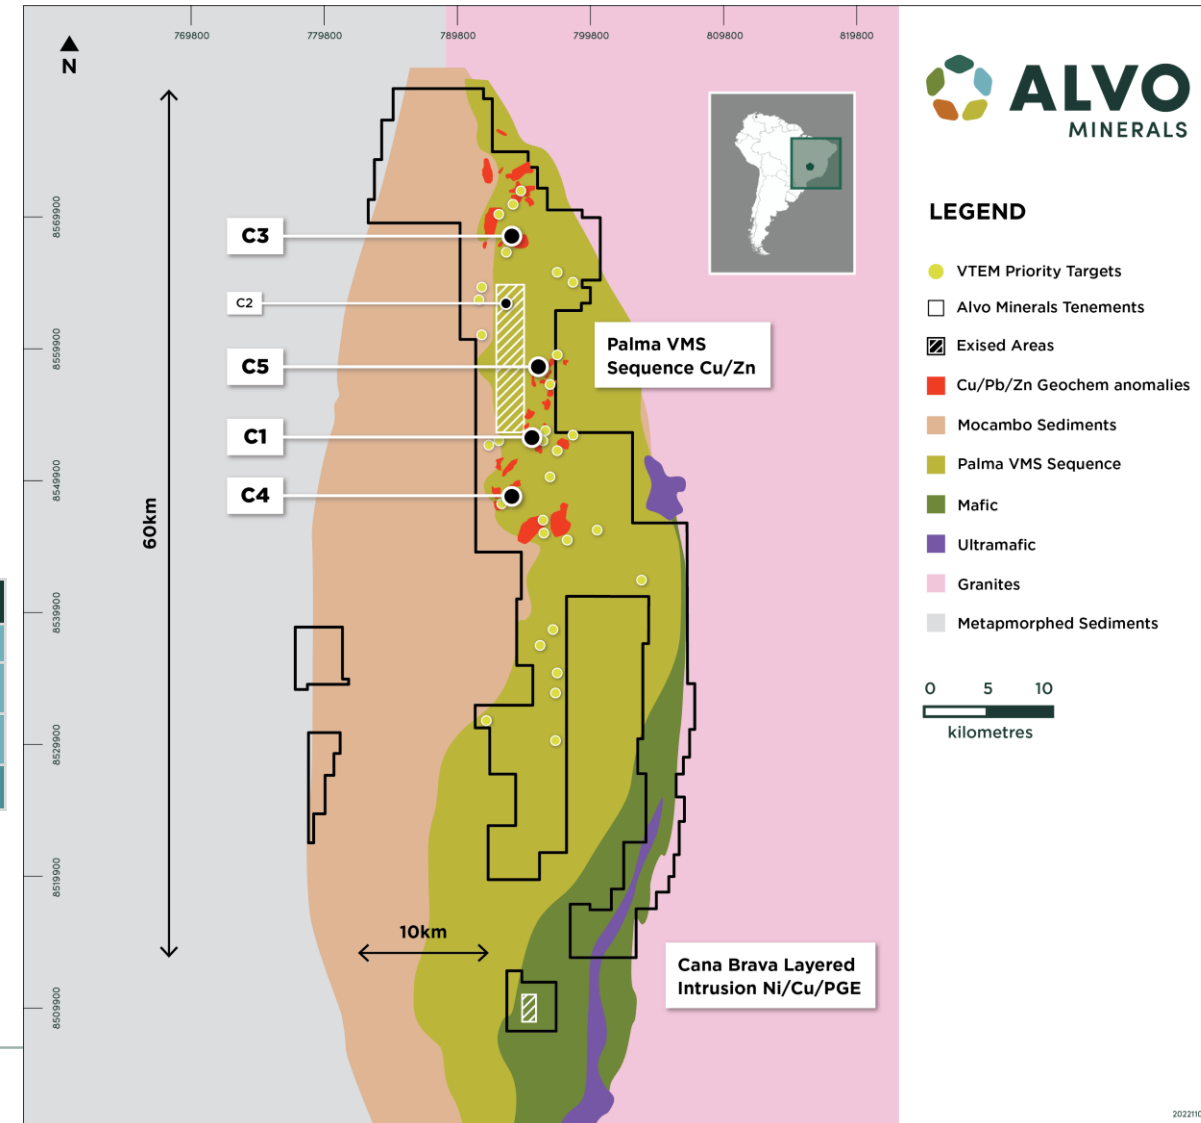 769800
779800
789800
799800
809800
819800
N
ALVO
MINERALS
8569900
8559900
8549900
8539900
8529900
8519900
8509900
C3
C2
C5
C1
C4
Palma VMS
Sequence Cu/Zn
60km
10km
Cana Brava Layered
Intrusion Ni/Cu/PGE
LEGEND
VTEM Priority Targets
Alvo Minerals Tenements
Exised Areas
Cu/Pb/Zn Geochem anomalies
Mocambo Sediments
Palma VMS Sequence
Mafic
Ultramafic
Granites
Metapmorphed Sediments
0 5 10
kilometres